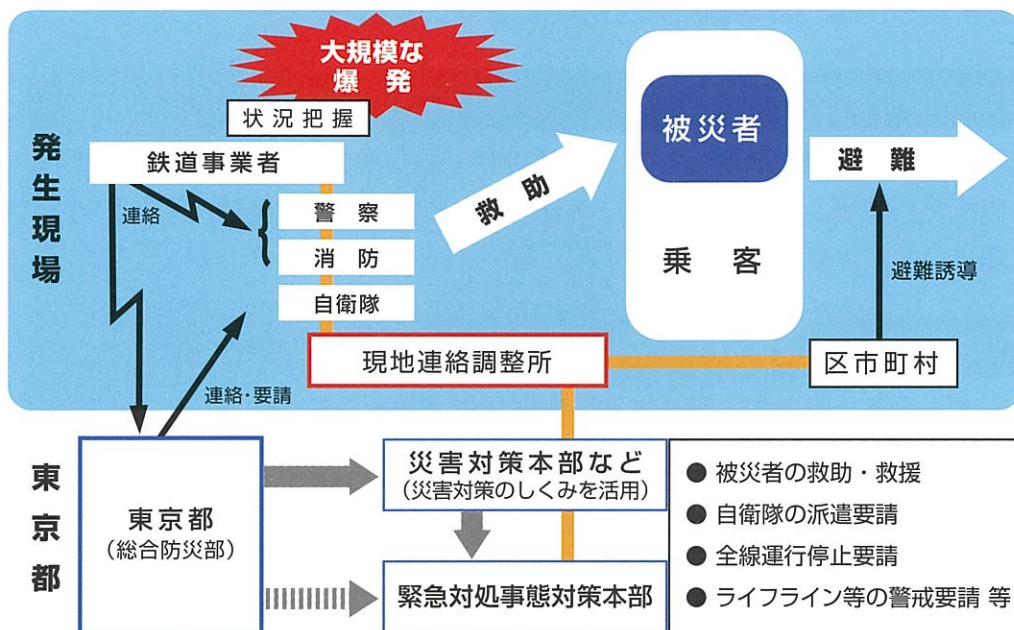 大規模な
爆発
状況把握
鉄道事業者
発生現場
連絡
警察
消防
自衛隊
救助
被災者
乗客
避難
避難誘導
現地連絡調整所
区市町村
連絡・要請
東京都
東京都
(総合防災部)
災害対策本部など
(災害対策のしくみを活用)
緊急対処事態対策本部
● 被災者の救助・救援
● 自衛隊の派遣要請
● 全線運行停止要請
● ライフライン等の警戒要請 等